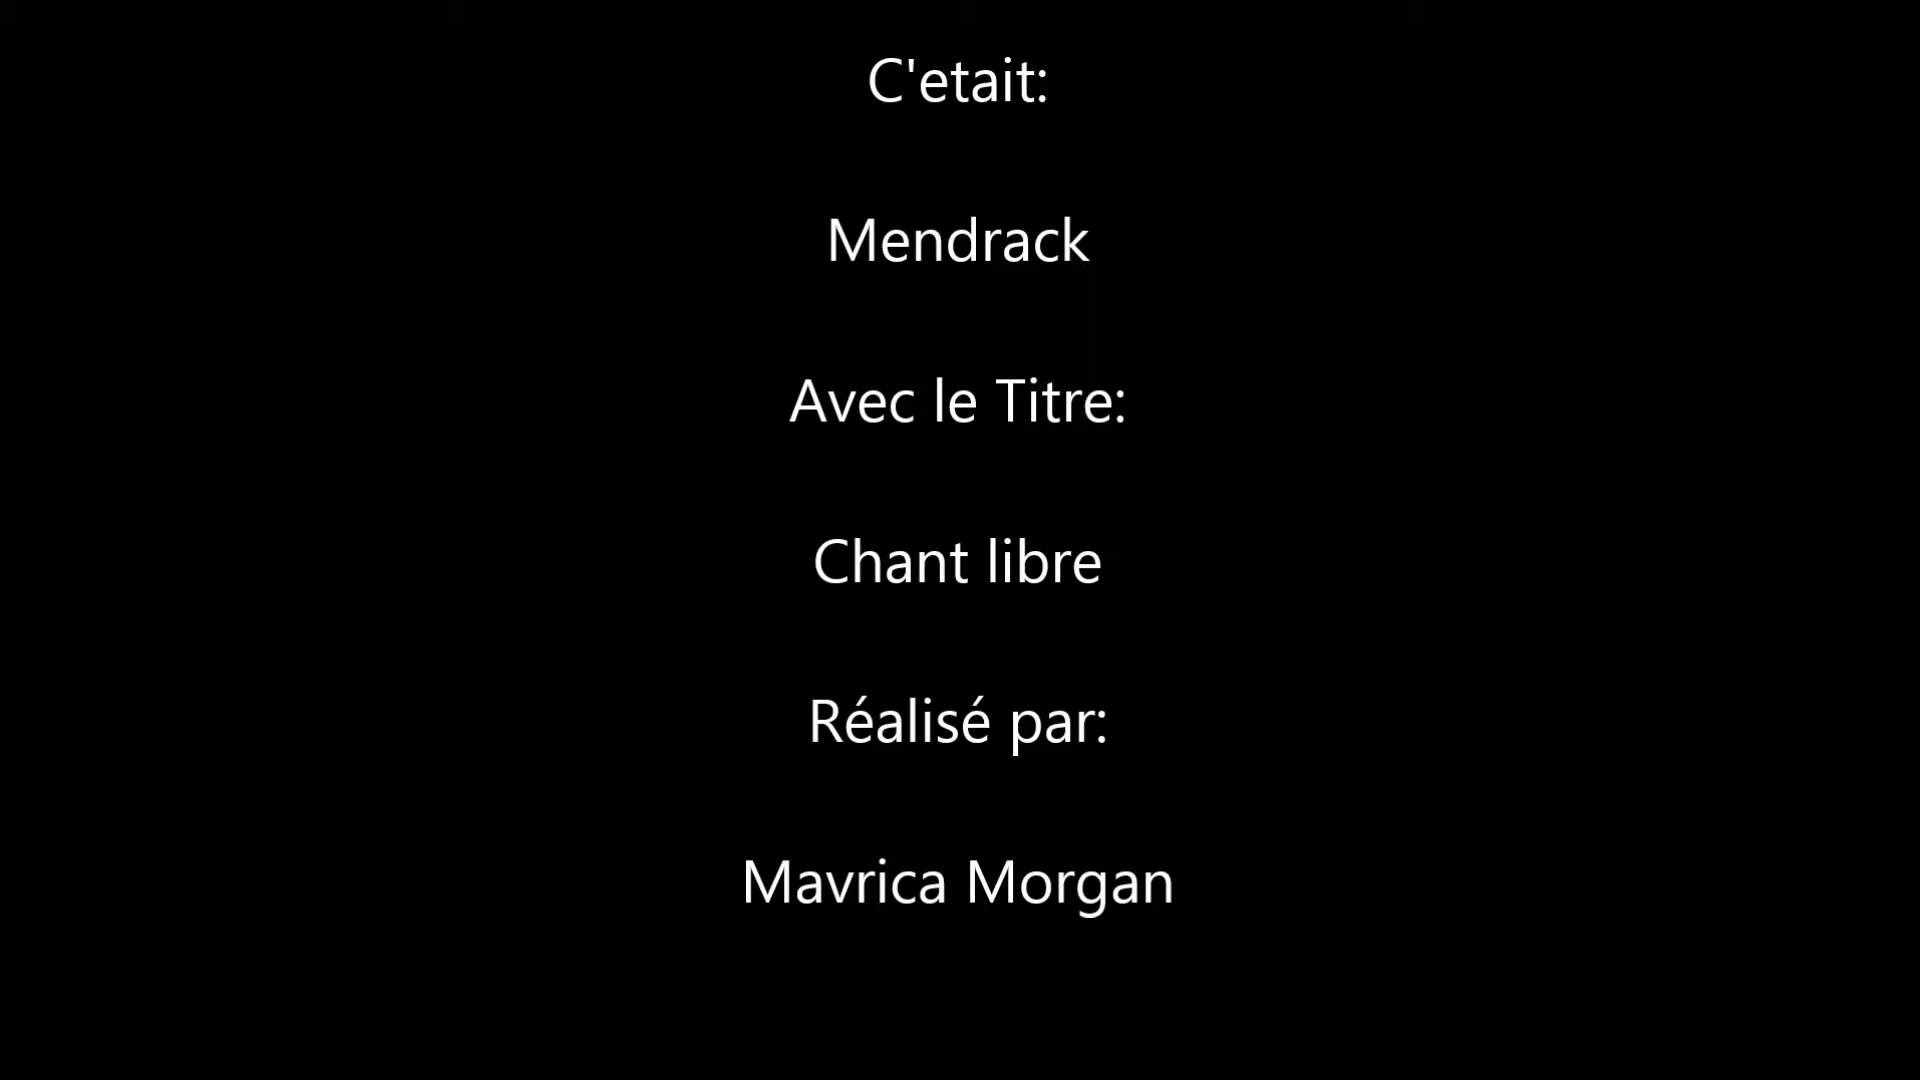 C'etait:
Mendrack
Avec le Titre:
Chant libre
Réalisé par:
Mavrica Morgan